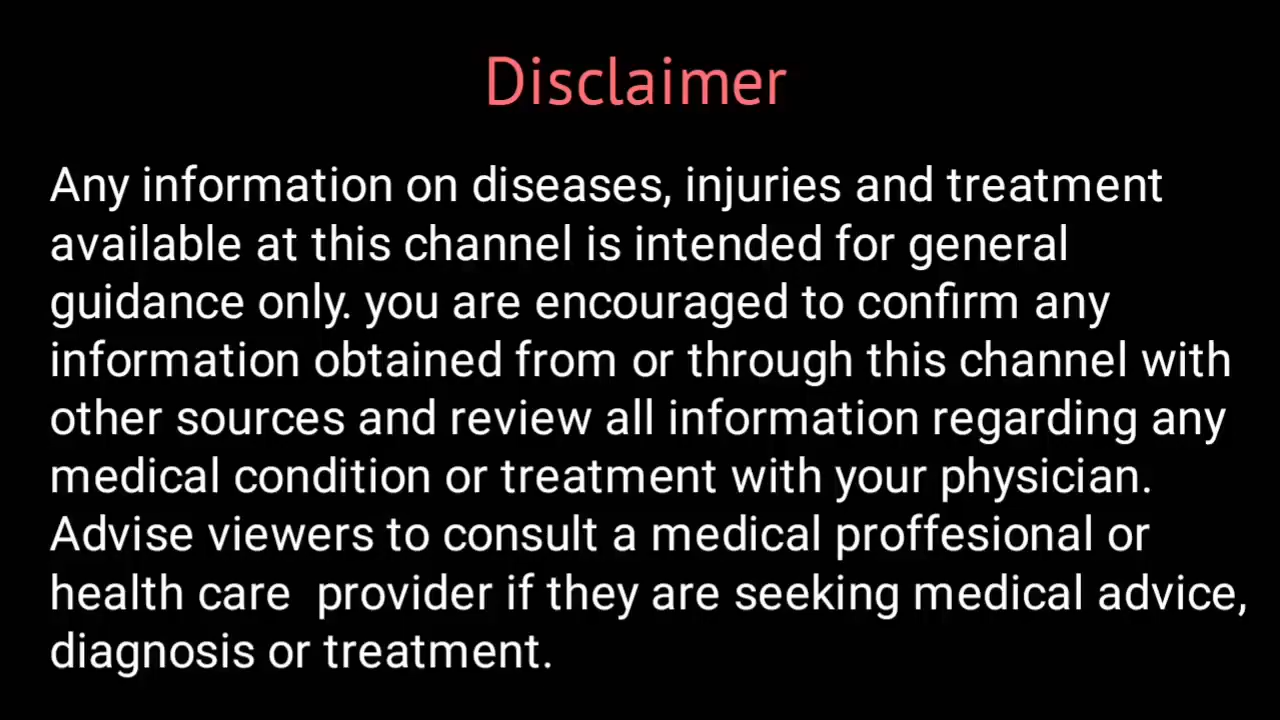 Disclaimer
Any information on diseases, injuries and treatment
available at this channel is intended for general
guidance only. you are encouraged to confirm any
information obtained from or through this channel with
other sources and review all information regarding any
medical condition or treatment with your physician.
Advise viewers to consult a medical proffesional or
health care  provider if they are seeking medical advice,
diagnosis or treatment.